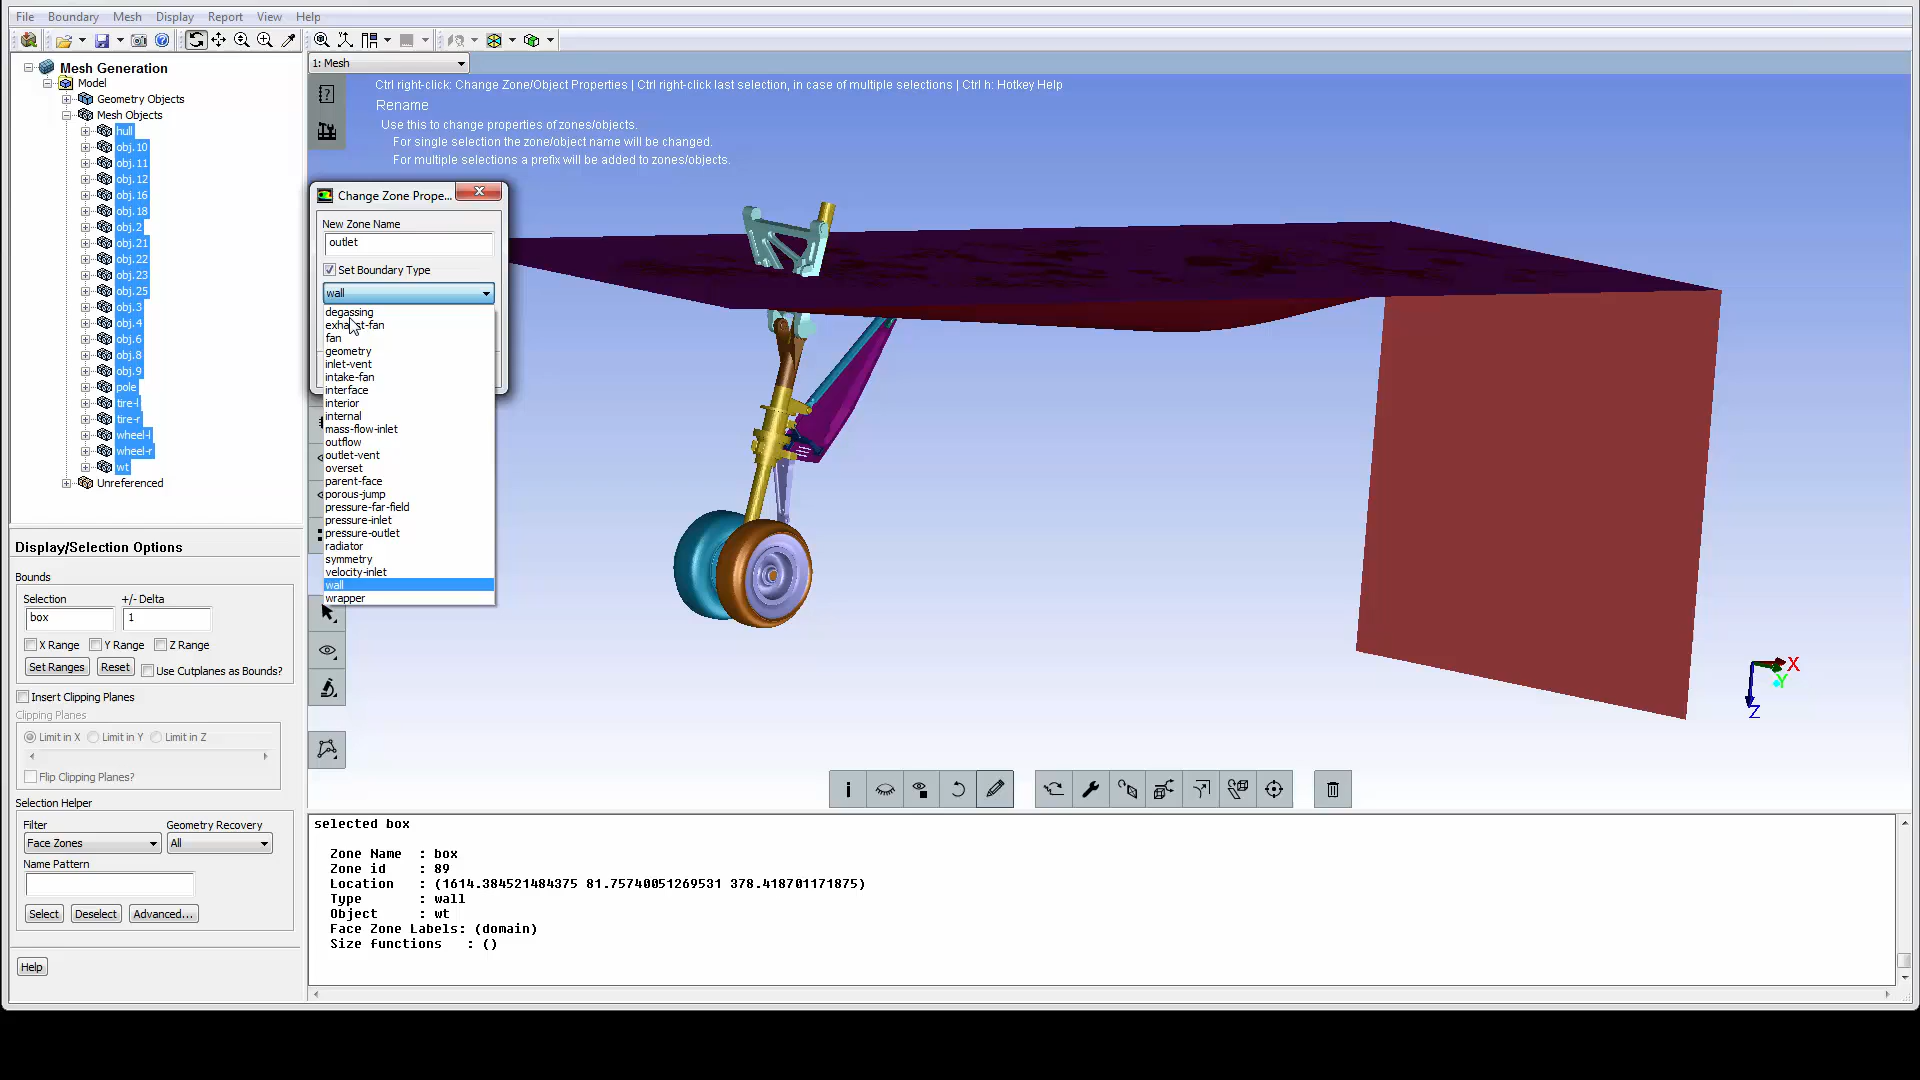 File Boundary Mesh Display Report View Help
1: Mesh
Mesh Generation
Model
Geometry Objects
Mesh Objects
hull
obj.10
obj.11
obj.12
obj.16
obj.18
obj.2
obj.21
obj.22
obj.23
obj.25
obj.3
obj.4
obj.6
obj.8
obj.9
pole
tire-l
tire-r
wheel-l
wheel-r
wt
Unreferenced
Display/Selection Options
Bounds
Selection +/- Delta
box 1
X Range Y Range Z Range
Set Ranges Reset Use Cutplanes as Bounds?
Insert Clipping Planes
Clipping Planes
Limit in X Limit in Y Limit in Z
Flip Clipping Planes?
Selection Helper
Filter Geometry Recovery
Face Zones All
Name Pattern
Select Deselect Advanced...
Help
Ctrl right-click: Change Zone/Object Properties | Ctrl right-click last selection, in case of multiple selections | Ctrl h: Hotkey Help
Rename
Use this to change properties of zones/objects.
For single selection the zone/object name will be changed.
For multiple selections a prefix will be added to zones/objects.
Change Zone Prope...
New Zone Name
outlet
Set Boundary Type
wall
degassing
exhaust-fan
fan
geometry
inlet-vent
intake-fan
interface
interior
internal
mass-flow-inlet
outflow
outlet-vent
overset
parent-face
porous-jump
pressure-far-field
pressure-inlet
pressure-outlet
radiator
symmetry
velocity-inlet
wall
wrapper
X
Y
Z
selected box
Zone Name : box
Zone id : 89
Location : (1614.384521484375 81.75740051269531 378.418701171875)
Type : wall
Object : wt
Face Zone Labels: (domain)
Size functions : ()